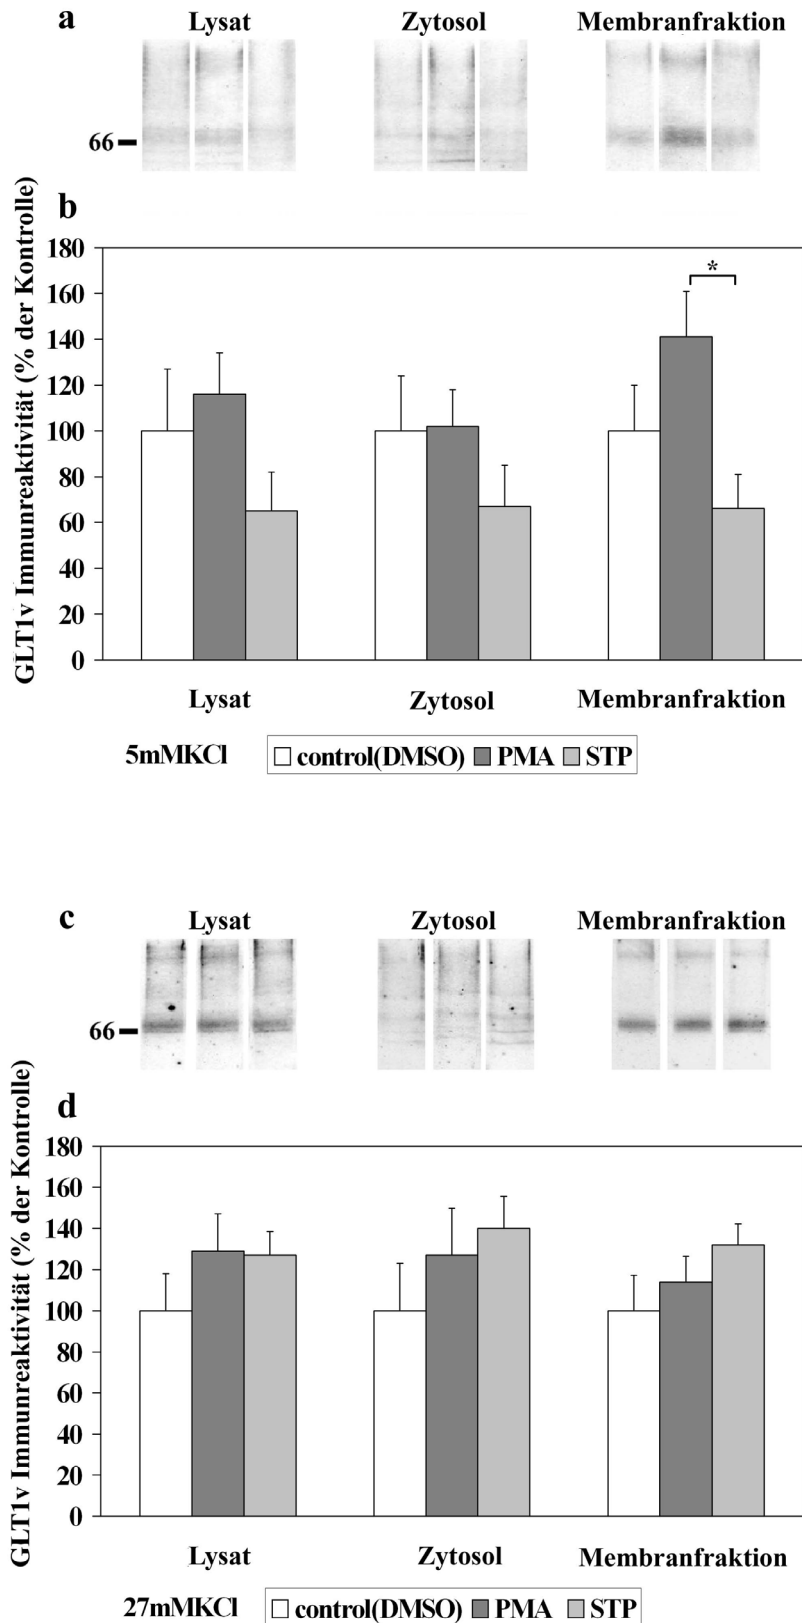 a
Lysat Zytosol Membranfraktion
66
b
GLT1v Immunreaktivität (% der Kontrolle)
180
160
140
120
100
80
60
40
20
0
*
Lysat Zytosol Membranfraktion
5mMKCl control(DMSO) PMA STP
c
Lysat Zytosol Membranfraktion
66
d
GLT1v Immunreaktivität (% der Kontrolle)
180
160
140
120
100
80
60
40
20
0
Lysat Zytosol Membranfraktion
27mMKCl control(DMSO) PMA STP